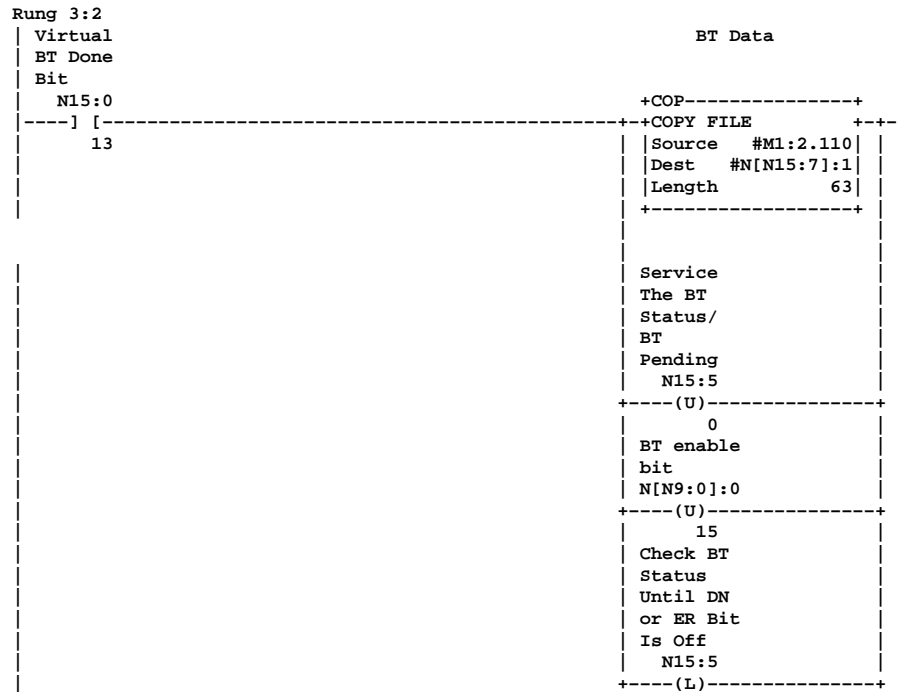 Rung 3:2
| Virtual                                                     BT Data
| BT Done
| Bit
|   N15:0                                               +COP---------------+
|----] [----------------------------------------------+-+COPY FILE         +-+-
|      13                                             | |Source   #M1:2.110| |
|                                                     | |Dest   #N[N15:7]:1| |
|                                                     | |Length          63| |
|                                                     | +------------------+ |
|                                                     | Service              |
|                                                     | The BT               |
|                                                     | Status/              |
|                                                     | BT                   |
|                                                     | Pending              |
|                                                     |   N15:5              |
|                                                     +----(U)---------------+
|                                                     |       0              |
|                                                     | BT enable            |
|                                                     | bit                  |
|                                                     | N[N9:0]:0            |
|                                                     +----(U)---------------+
|                                                     |      15              |
|                                                     | Check BT             |
|                                                     | Status               |
|                                                     | Until DN             |
|                                                     | or ER Bit            |
|                                                     | Is Off               |
|                                                     |   N15:5              |
|                                                     +----(L)---------------+